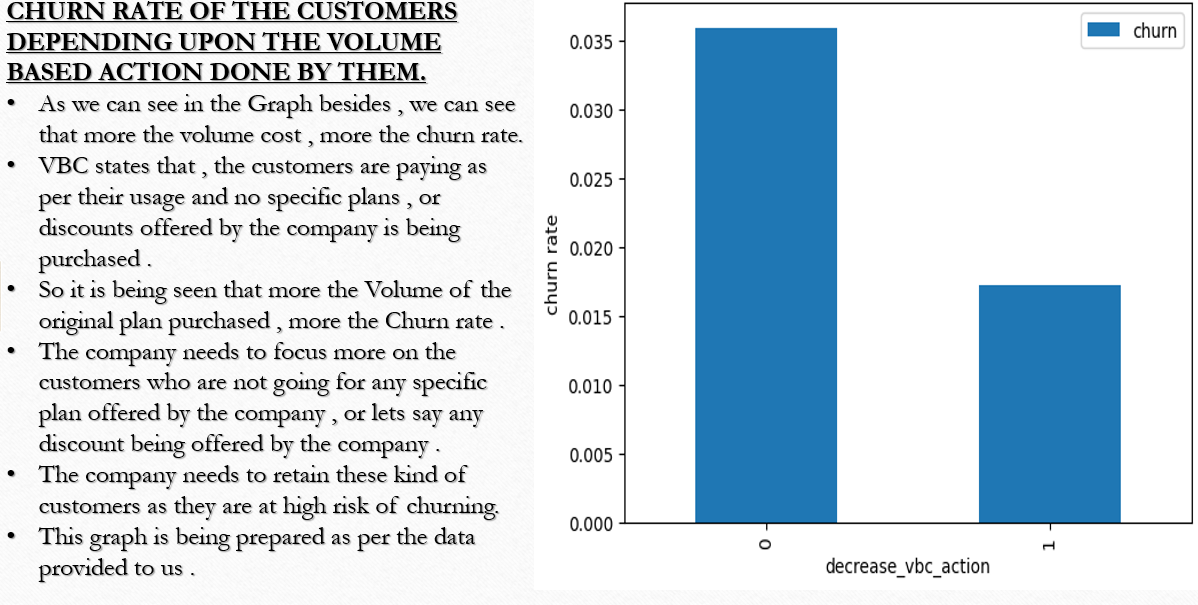 CHURN RATE OF THE CUSTOMERS
DEPENDING UPON THE VOLUME
BASED ACTION DONE BY THEM.
• As we can see in the Graph besides , we can see
that more the volume cost , more the churn rate.
• VBC states that , the customers are paying as
per their usage and no specific plans , or
discounts offered by the company is being
purchased .
• So it is being seen that more the Volume of the
original plan purchased , more the Churn rate .
• The company needs to focus more on the
customers who are not going for any specific
plan offered by the company , or lets say any
discount being offered by the company .
• The company needs to retain these kind of
customers as they are at high risk of churning.
• This graph is being prepared as per the data
provided to us .
churn
0.035
0.030
0.025
0.020
0.015
0.010
0.005
0.000
churn rate
0
1
decrease_vbc_action